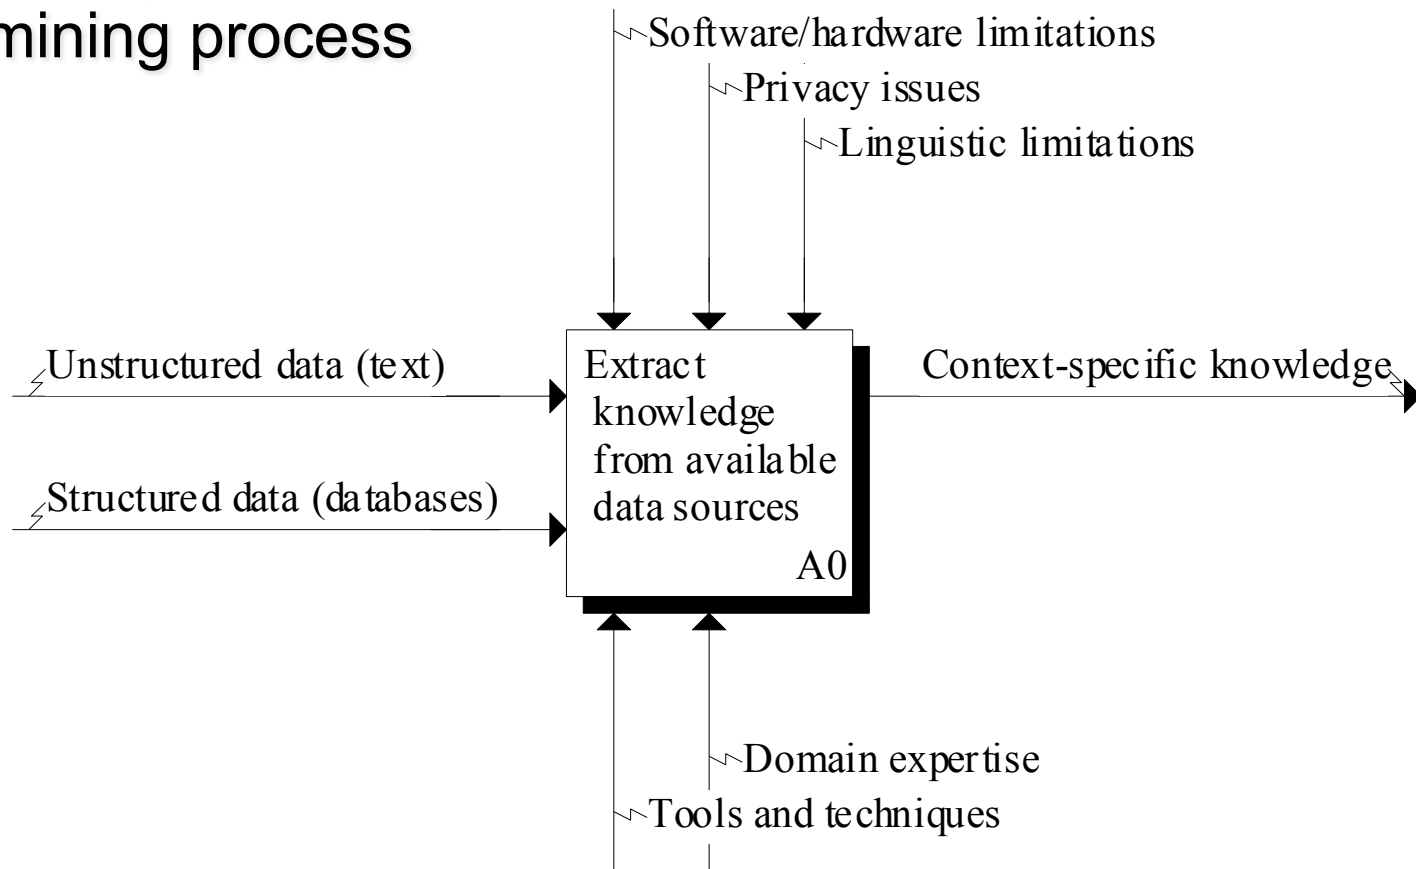 mining process
Software/hardware limitations
Privacy issues
Linguistic limitations
Unstructured data (text)
Structured data (databases)
Extract
knowledge
from available
data sources
A0
Context-specific knowledge
Domain expertise
Tools and techniques